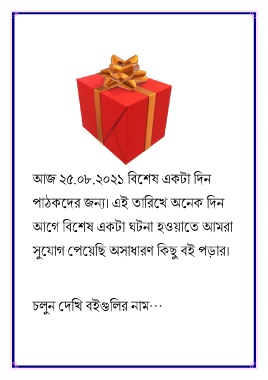 আজ ২৫.০৮.২০২১ বিশেষ একটা দিন
পাঠকদের জন্য। এই তারিখে অনেক দিন
আগে বিশেষ একটা ঘটনা হওয়াতে আমরা
সুযোগ পেয়েছি অসাধারণ কিছু বই পড়ার।
চলুন দেখি বইগুলির নাম···